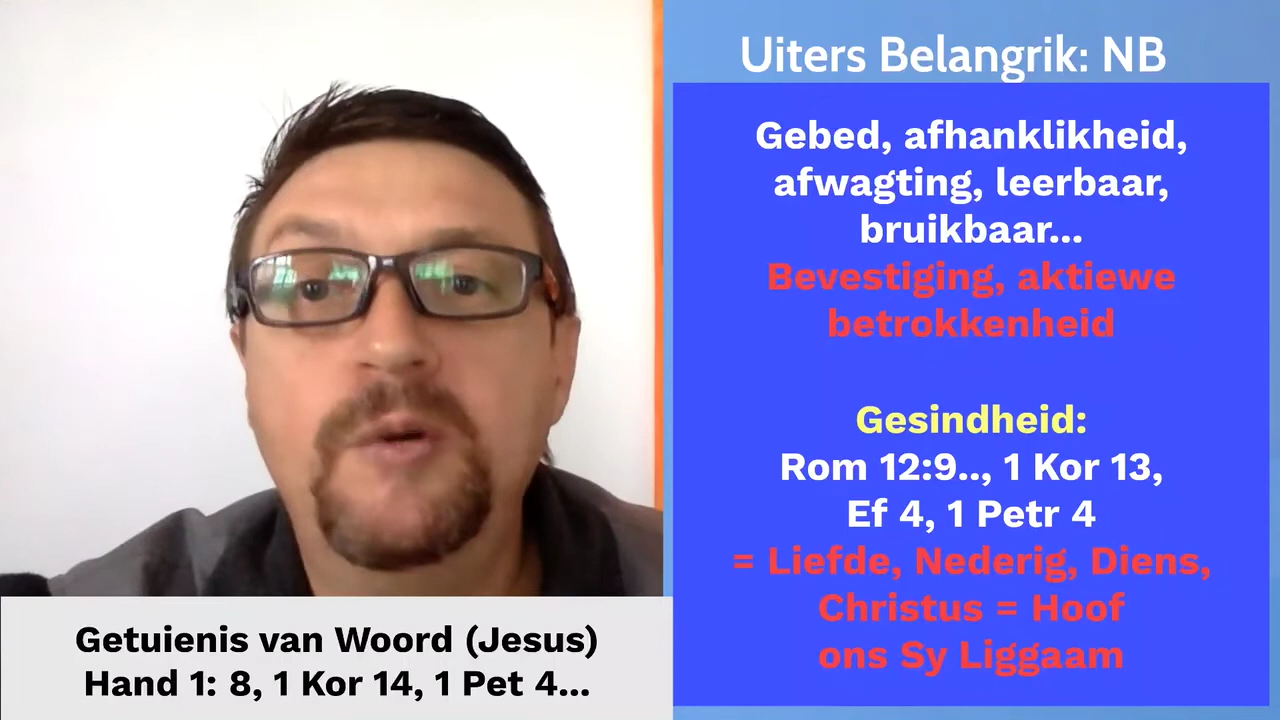 Uiters Belangrik: NB
Gebed, afhanklikheid,
afwagting, leerbaar,
bruikbaar...
Bevestiging, aktiewe
betrokkenheid
Gesindheid:
Rom 12:9.., 1 Kor 13,
Ef 4, 1 Petr 4
= Liefde, Nederig, Diens,
Christus = Hoof
ons Sy Liggaam
Getuienis van Woord (Jesus)
Hand 1: 8, 1 Kor 14, 1 Pet 4...